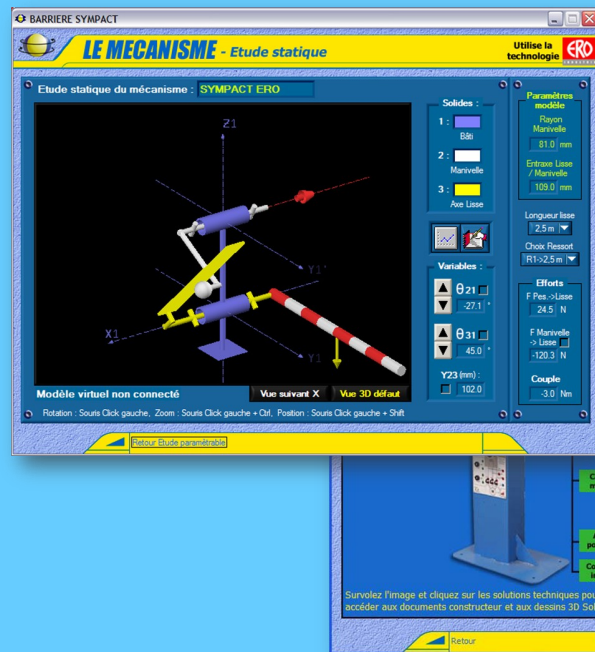 BARRIERE SYMPACT
LE MECANISME - Etude statique
Utilise la
technologie
ERO
Etude statique du mécanisme : SYMPACT ERO
Z1
Y1'
X1
Y1
Modèle virtuel non connecté
Vue suivant X
Vue 3D défaut
Rotation : Souris Click gauche, Zoom : Souris Click gauche + Ctrl, Position : Souris Click gauche + Shift
Solides :
1 :
Bâti
2 :
Manivelle
3 :
Axe Lisse
Variables :
θ21
-27.1 °
θ31
45.0 °
Y23 (mm) :
102.0
Paramètres
modèle
Rayon
Manivelle
81.0 mm
Entraxe Lisse
/ Manivelle
109.0 mm
Longueur lisse
2,5 m
Choix Ressort
R1->2,5 m
Efforts
F Pes.->Lisse
24.5 N
F Manivelle
-> Lisse
-120.3 N
Couple
-3.0 Nm
Retour Etude paramétrable
Survolez l'image et cliquez sur les solutions techniques pou
accéder aux documents constructeur et aux dessins 3D Sol
Retour